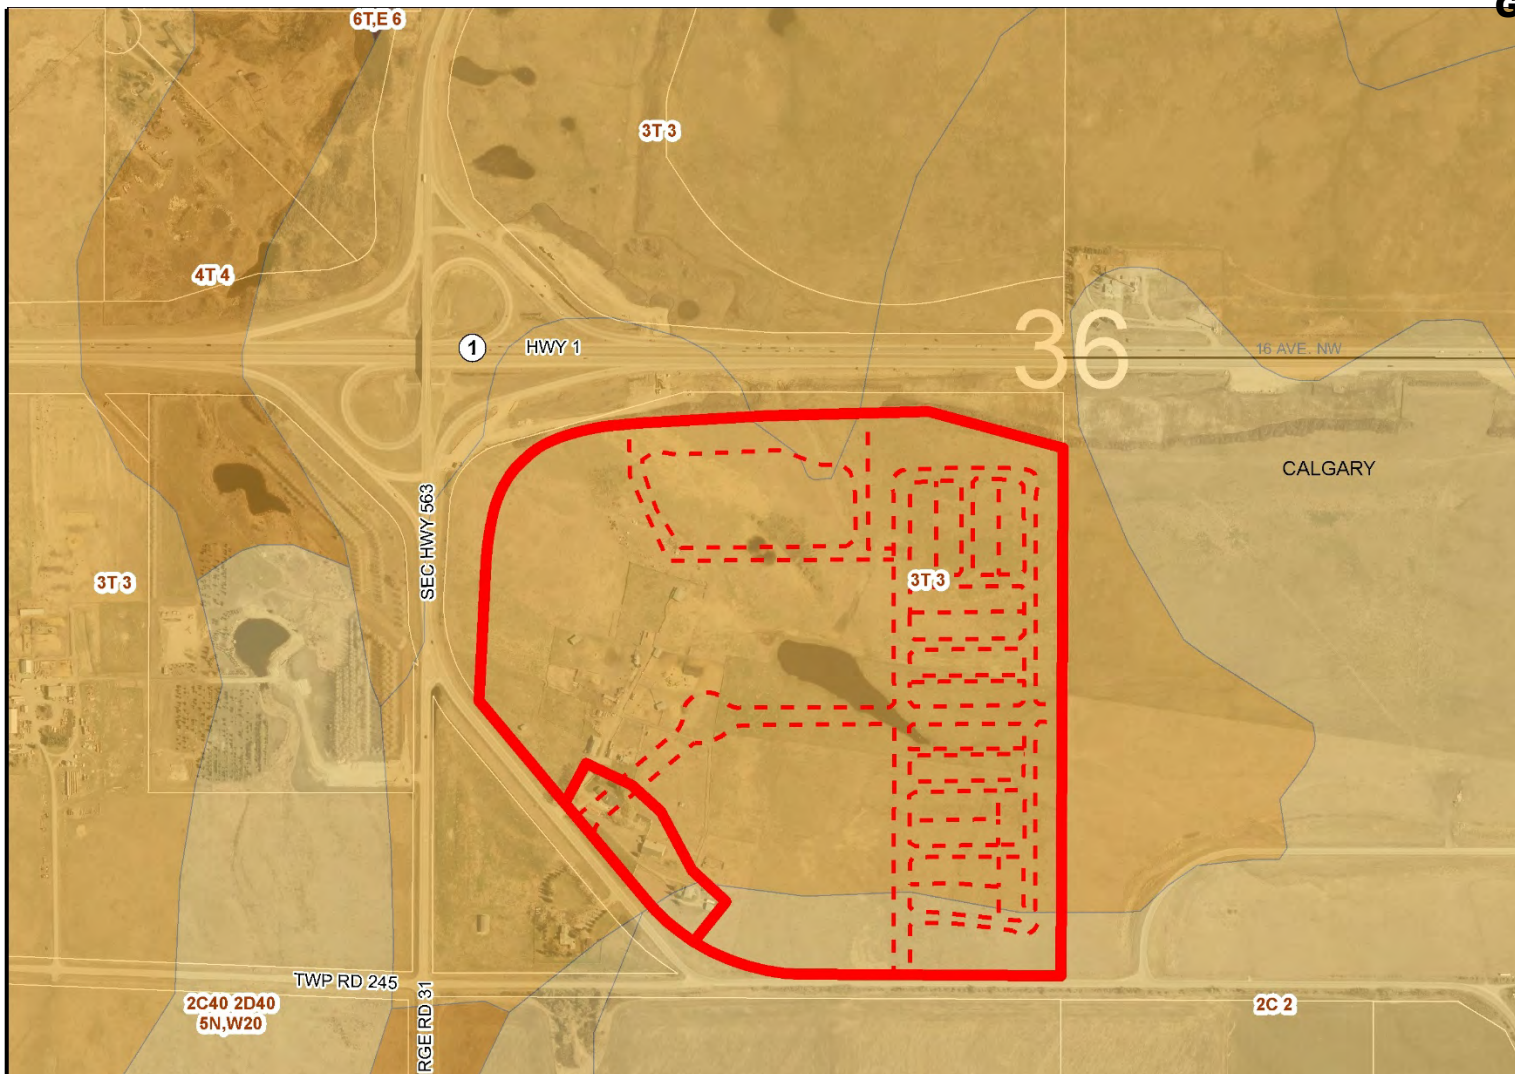 6T,E 6
3T 3
4T 4
1
HWY 1
36
16 AVE. NW
CALGARY
SEC HWY 563
3T 3
3T 3
TWP RD 245
2C40 2D40
5N,W20
RGE RD 31
2C 2